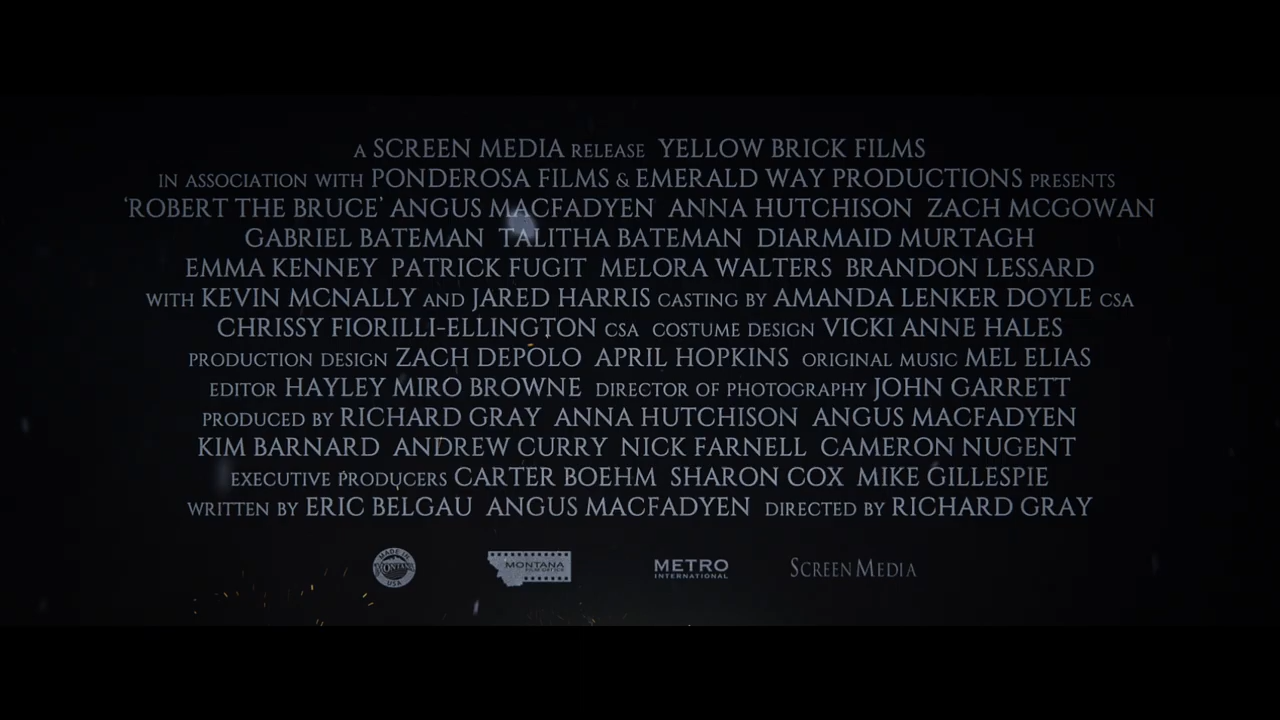 A SCREEN MEDIA RELEASE YELLOW BRICK FILMS
IN ASSOCIATION WITH PONDEROSA FILMS & EMERALD WAY PRODUCTIONS PRESENTS
'ROBERT THE BRUCE' ANGUS MACFADYEN ANNA HUTCHISON ZACH MCGOWAN
GABRIEL BATEMAN TALITHA BATEMAN DIARMAID MURTAGH
EMMA KENNEY PATRICK FUGIT MELORA WALTERS BRANDON LESSARD
WITH KEVIN MCNALLY AND JARED HARRIS CASTING BY AMANDA LENKER DOYLE CSA
CHRISSY FIORILLI-ELLINGTON CSA COSTUME DESIGN VICKI ANNE HALES
PRODUCTION DESIGN ZACH DEPOLO APRIL HOPKINS ORIGINAL MUSIC MEL ELIAS
EDITOR HAYLEY MIRO BROWNE DIRECTOR OF PHOTOGRAPHY JOHN GARRETT
PRODUCED BY RICHARD GRAY ANNA HUTCHISON ANGUS MACFADYEN
KIM BARNARD ANDREW CURRY NICK FARNELL CAMERON NUGENT
EXECUTIVE PRODUCERS CARTER BOEHM SHARON COX MIKE GILLESPIE
WRITTEN BY ERIC BELGAU ANGUS MACFADYEN DIRECTED BY RICHARD GRAY
MADE IN
MONTANA
USA
MONTANA
METRO
INTERNATIONAL
SCREEN MEDIA